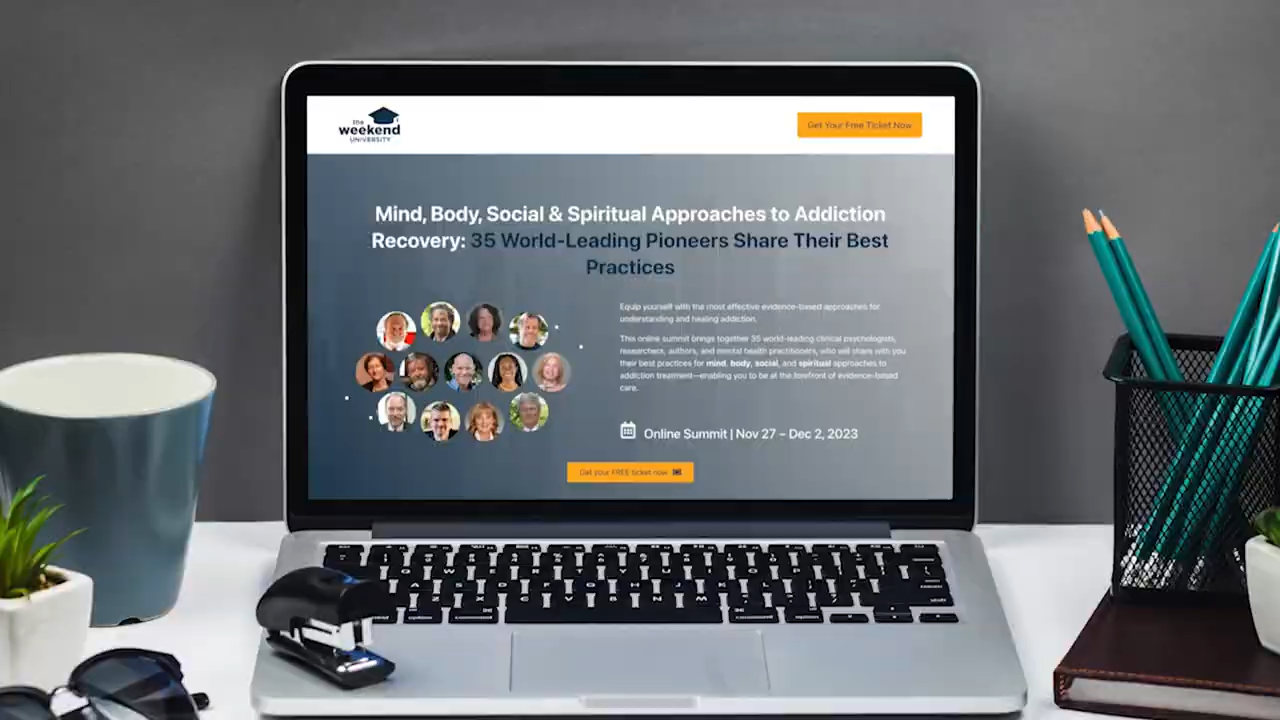 the
weekend
UNIVERSITY
Get Your Free Ticket Now
Mind, Body, Social & Spiritual Approaches to Addiction
Recovery: 35 World-Leading Pioneers Share Their Best
Practices
Equip yourself with the most effective evidence-based approaches for
understanding and healing addiction.
This online summit brings together 35 world-leading clinical psychologists,
researchers, authors, and mental health practitioners, who will share with you
their best practices for mind, body, social, and spiritual approaches to
addiction treatment—enabling you to be at the forefront of evidence-based
care.
Online Summit | Nov 27 – Dec 2, 2023
Get your FREE ticket now
option command command option